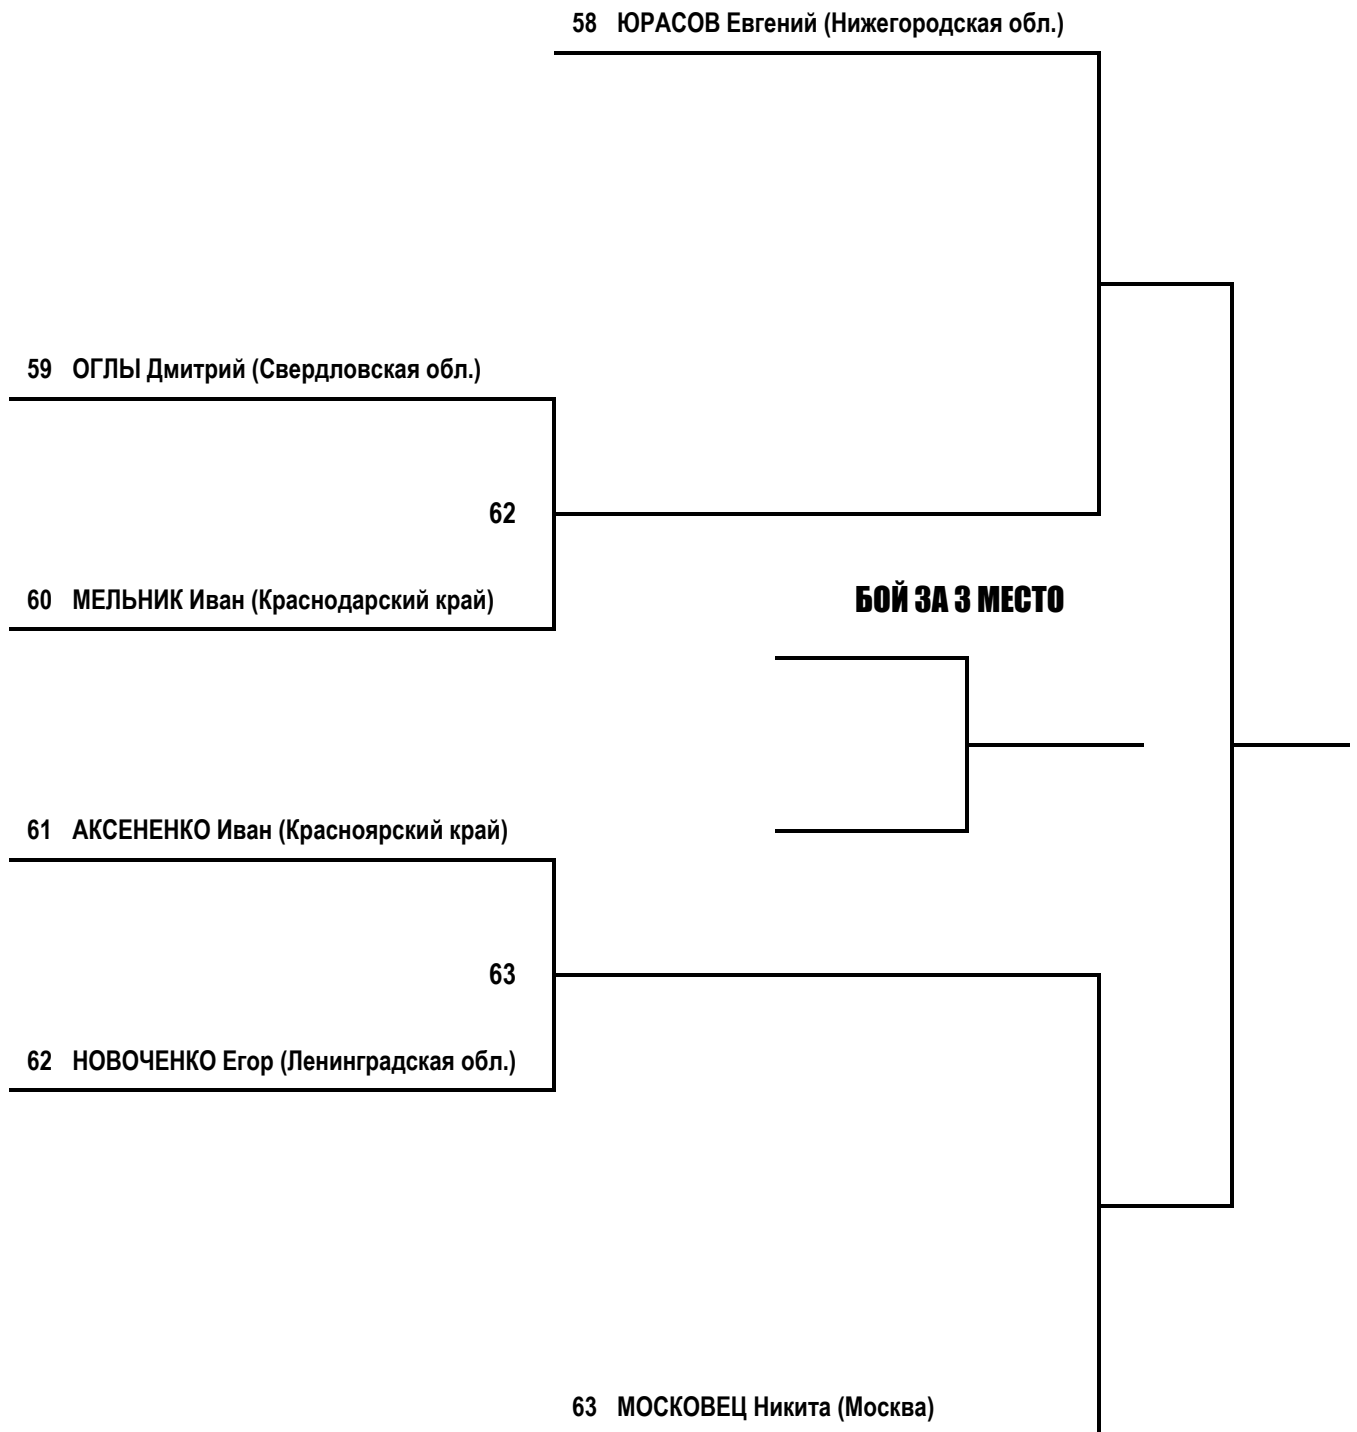 58 ЮРАСОВ Евгений (Нижегородская обл.)
59 ОГЛЫ Дмитрий (Свердловская обл.)
62
60 МЕЛЬНИК Иван (Краснодарский край)
БОЙ ЗА 3 МЕСТО
61 АКСЕНЕНКО Иван (Красноярский край)
63
62 НОВОЧЕНКО Егор (Ленинградская обл.)
63 МОСКОВЕЦ Никита (Москва)